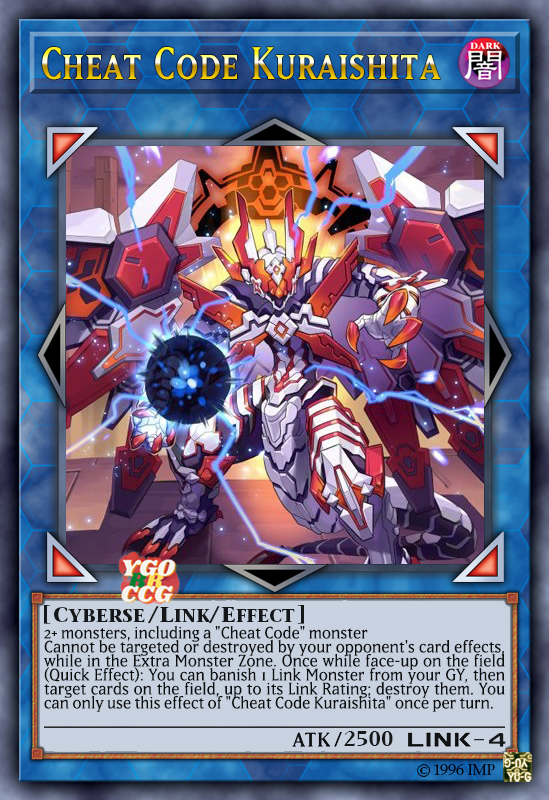 CHEAT CODE KURAISHITA
DARK
闇
YGO
BR
CCG
[CYBERSE/LINK/EFFECT]
2+ monsters, including a "Cheat Code" monster
Cannot be targeted or destroyed by your opponent's card effects,
while in the Extra Monster Zone. Once while face-up on the field
(Quick Effect): You can banish 1 Link Monster from your GY, then
target cards on the field, up to its Link Rating; destroy them. You
can only use this effect of "Cheat Code Kuraishita" once per turn.
ATK/2500 LINK-4
©1996 IMP